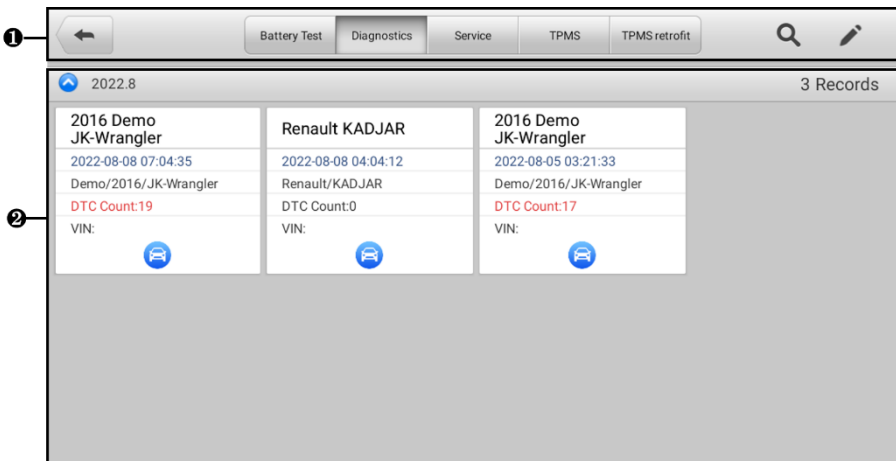 ❶
Battery Test Diagnostics Service TPMS TPMS retrofit
2022.8 3 Records
2016 Demo
JK-Wrangler
2022-08-08 07:04:35
Demo/2016/JK-Wrangler
DTC Count:19
VIN:
Renault KADJAR
2022-08-08 04:04:12
Renault/KADJAR
DTC Count:0
VIN:
2016 Demo
JK-Wrangler
2022-08-05 03:21:33
Demo/2016/JK-Wrangler
DTC Count:17
VIN:
❷